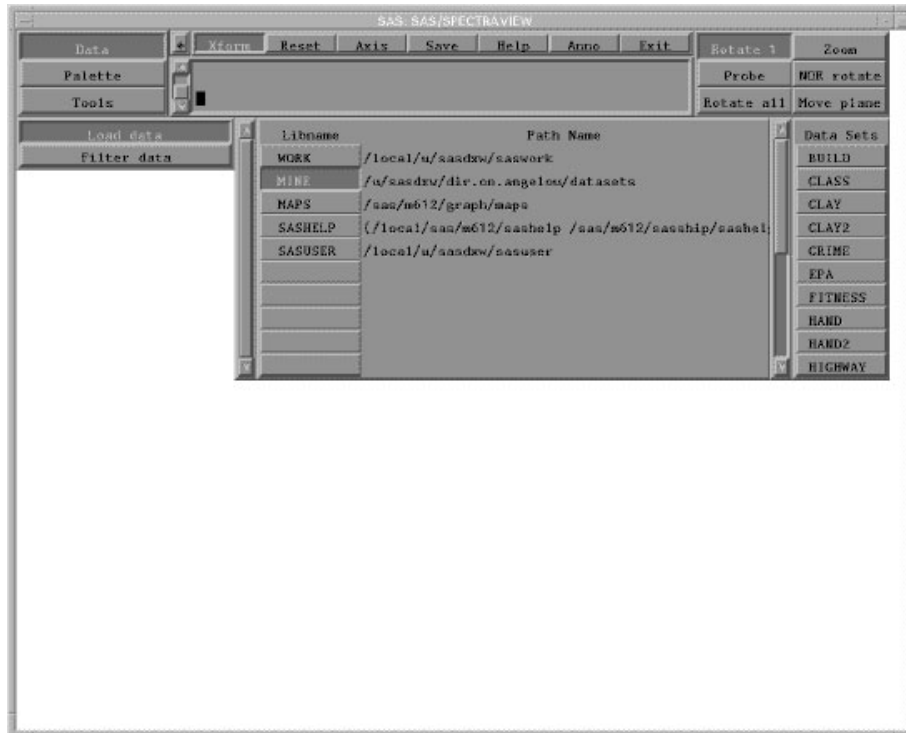 SAS: SAS/SPECTRAVIEW
Data Xform Reset Axis Save Help Anno Exit Rotate 1 Zoom
Palette Probe NOR rotate
Tools Rotate all Move plane
Load data Libname Path Name Data Sets
Filter data WORK /local/u/sasdxw/saswork BUILD
MINE /u/sasdxw/dir.on.angelou/datasets CLASS
MAPS /sas/m612/graph/maps CLAY
SASHELP (/local/sas/m612/sashelp /sas/m612/sasship/sashel CLAY2
SASUSER /local/u/sasdxw/sasuser CRIME
EPA
FITNESS
HAND
HAND2
HIGHWAY